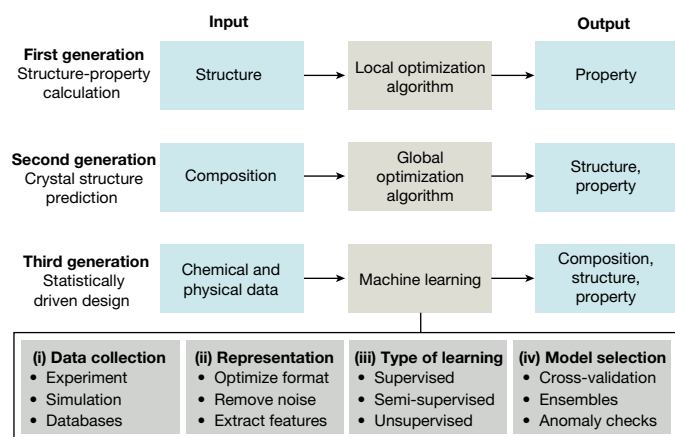 Input
Output
First generation
Structure-property
calculation
Structure
Local optimization
algorithm
Property
Second generation
Crystal structure
prediction
Composition
Global
optimization
algorithm
Structure,
property
Third generation
Statistically
driven design
Chemical and
physical data
Machine learning
Composition,
structure,
property
(i) Data collection
• Experiment
• Simulation
• Databases
(ii) Representation
• Optimize format
• Remove noise
• Extract features
(iii) Type of learning
• Supervised
• Semi-supervised
• Unsupervised
(iv) Model selection
• Cross-validation
• Ensembles
• Anomaly checks